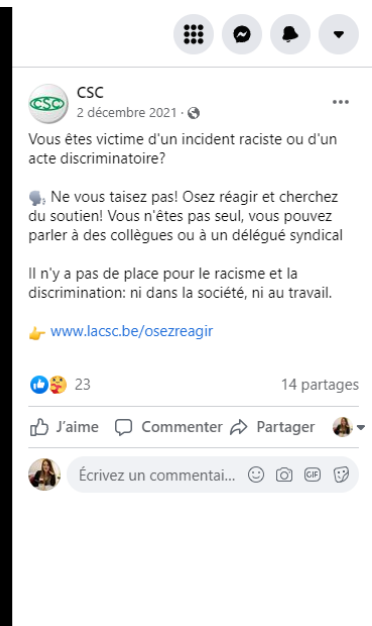 CSC
CSC
2 décembre 2021 ·
Vous êtes victime d'un incident raciste ou d'un
acte discriminatoire?
🗣️ Ne vous taisez pas! Osez réagir et cherchez
du soutien! Vous n'êtes pas seul, vous pouvez
parler à des collègues ou à un délégué syndical
Il n'y a pas de place pour le racisme et la
discrimination: ni dans la société, ni au travail.
👉 www.lacsc.be/osezreagir
23 14 partages
J'aime Commenter Partager
Écrivez un commentai... GIF